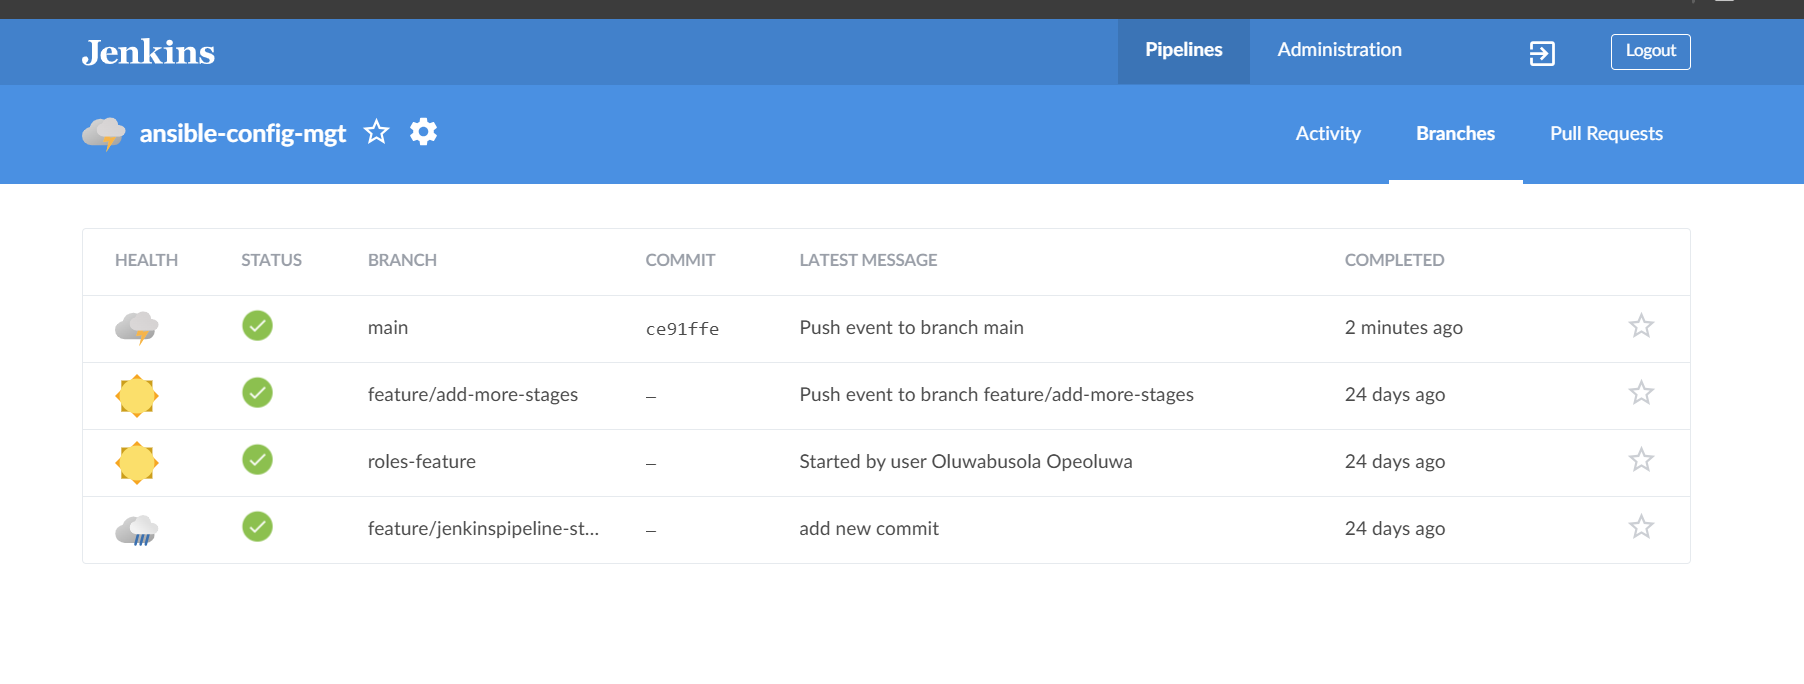 Jenkins Pipelines Administration Logout
ansible-config-mgt Activity Branches Pull Requests
HEALTH STATUS BRANCH COMMIT LATEST MESSAGE COMPLETED
main ce91ffe Push event to branch main 2 minutes ago
feature/add-more-stages – Push event to branch feature/add-more-stages 24 days ago
roles-feature – Started by user Oluwabusola Opeoluwa 24 days ago
feature/jenkinspipeline-st... – add new commit 24 days ago